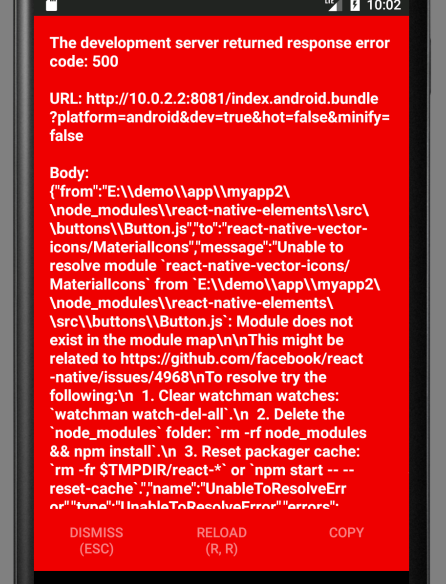 LTE 10:02
The development server returned response error
code: 500
URL: http://10.0.2.2:8081/index.android.bundle
?platform=android&dev=true&hot=false&minify=
false
Body:
{"from":"E:\\demo\\app\\myapp2\
\node_modules\\react-native-elements\\src\
\buttons\\Button.js","to":"react-native-vector-
icons/MaterialIcons","message":"Unable to
resolve module `react-native-vector-icons/
MaterialIcons` from `E:\\demo\\app\\myapp2\
\node_modules\\react-native-elements\
\src\\buttons\\Button.js`: Module does not
exist in the module map\n\nThis might be
related to https://github.com/facebook/react
-native/issues/4968\nTo resolve try the
following:\n  1. Clear watchman watches:
`watchman watch-del-all`.\n  2. Delete the
`node_modules` folder: `rm -rf node_modules
&& npm install`.\n  3. Reset packager cache:
`rm -fr $TMPDIR/react-*` or `npm start -- --
reset-cache`.","name":"UnableToResolveErr
or","type":"UnableToResolveError","errors":
DISMISS RELOAD COPY
(ESC) (R, R)